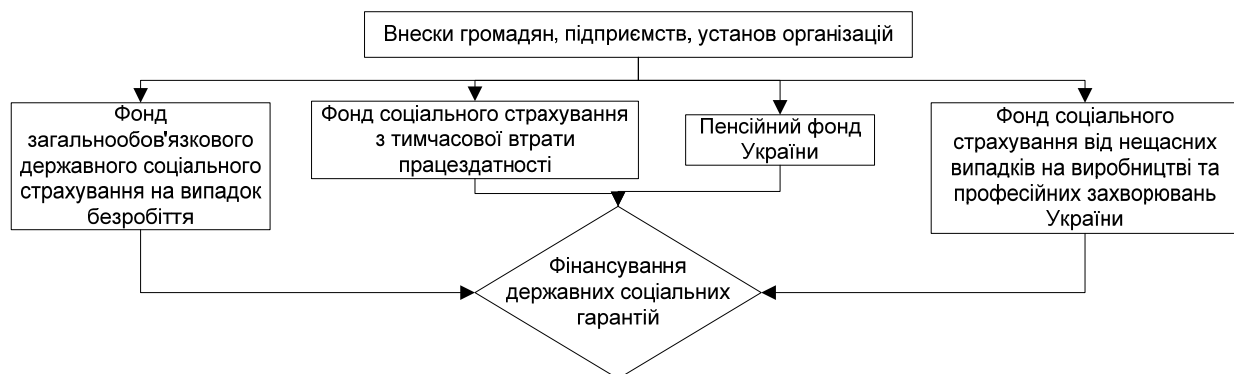 Внески громадян, підприємств, установ організацій
Фонд
загальнообов'язкового
державного соціального
страхування на випадок
безробіття
Фонд соціального страхування
з тимчасової втрати
працездатності
Пенсійний фонд
України
Фонд соціального
страхування від нещасних
випадків на виробництві та
професійних захворювань
України
Фінансування
державних соціальних
гарантій